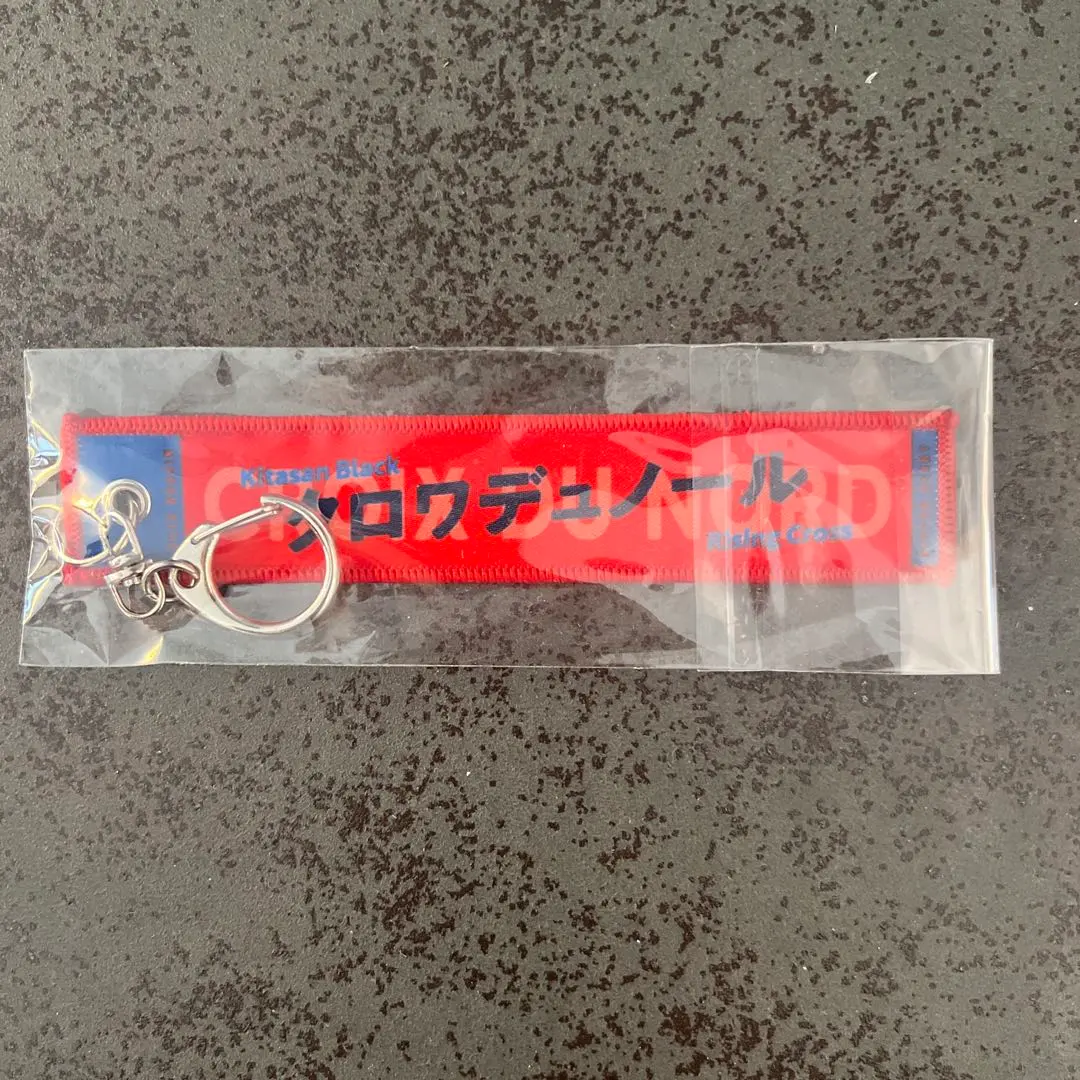 Kitasan Black
CROIX DU NORD
クロワデュノール
Rising Cross